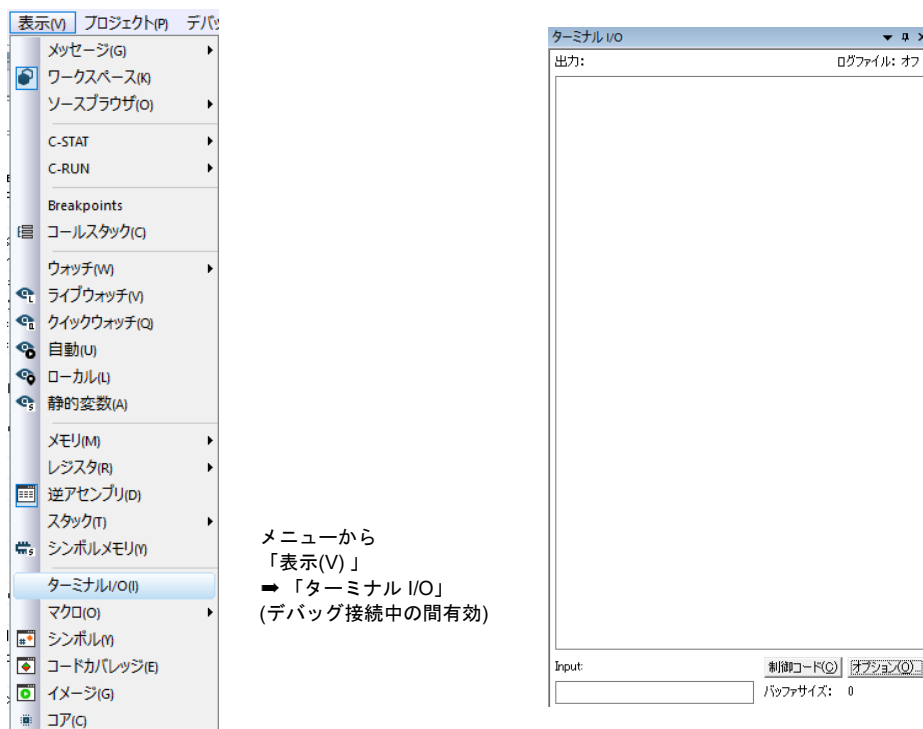 表示(V) プロジェクト(P) デバッ
メッセージ(G)
ワークスペース(K)
ソースブラウザ(O)
C-STAT
C-RUN
Breakpoints
コールスタック(C)
ウォッチ(W)
ライブウォッチ(V)
クイックウォッチ(Q)
自動(U)
ローカル(L)
静的変数(A)
メモリ(M)
レジスタ(R)
逆アセンブリ(D)
スタック(T)
シンボルメモリ(Y)
ターミナルI/O(I)
マクロ(O)
シンボル(Y)
コードカバレッジ(E)
イメージ(G)
コア(C)
メニューから
「表示(V) 」
➡ 「ターミナル I/O」
(デバッグ接続中の間有効)
ターミナル I/O
出力: ログファイル: オフ
Input: 制御コード(C) オプション(O)...
バッファサイズ: 0